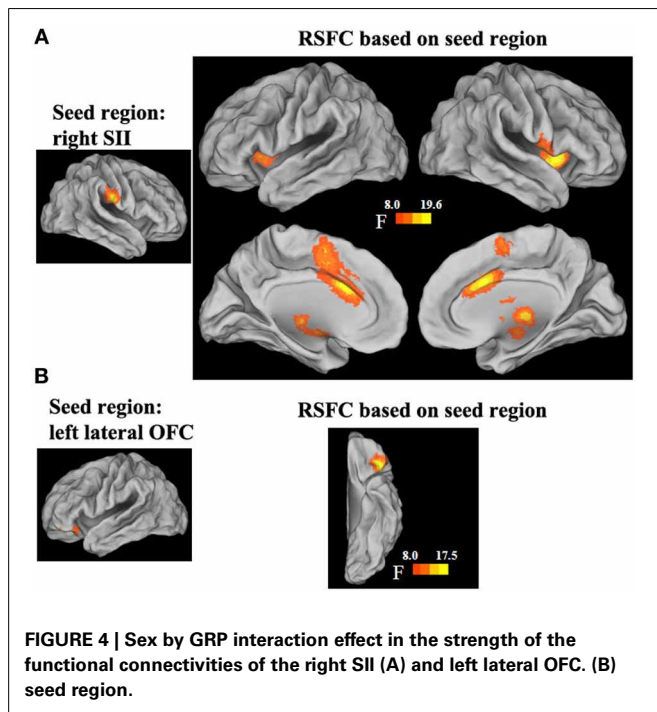 A
RSFC based on seed region
Seed region:
right SII
8.0 19.6
F
B
Seed region:
left lateral OFC
RSFC based on seed region
8.0 17.5
F
FIGURE 4 | Sex by GRP interaction effect in the strength of the
functional connectivities of the right SII (A) and left lateral OFC. (B)
seed region.